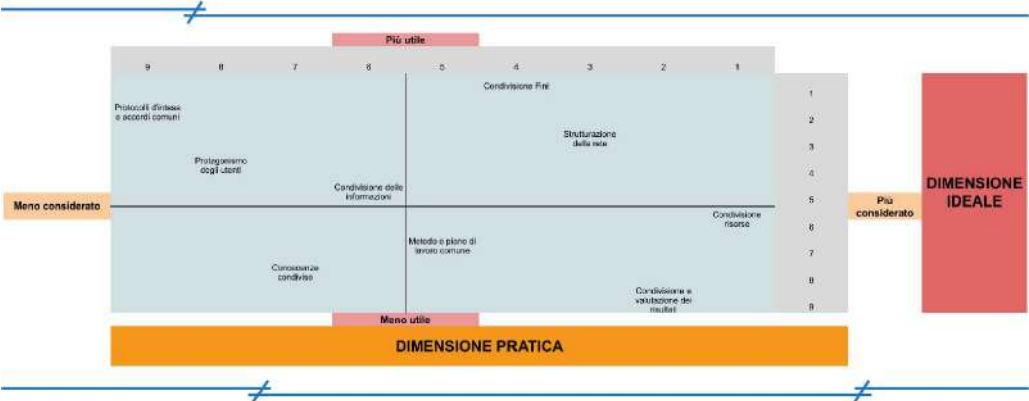 Più utile
9 8 7 6 5 4 3 2 1
Condivisione Fini
1
Protocolli d'intesa
e accordi comuni
2
Strutturazione
della rete
3
Protagonismo
degli utenti
4
Condivisione delle
informazioni
Meno considerato
5
Più
considerato
DIMENSIONE
IDEALE
Condivisione
risorse
6
Metodo e piano di
lavoro comune
7
Conoscenze
condivise
8
Condivisione e
valutazione dei
risultati
9
Meno utile
DIMENSIONE PRATICA